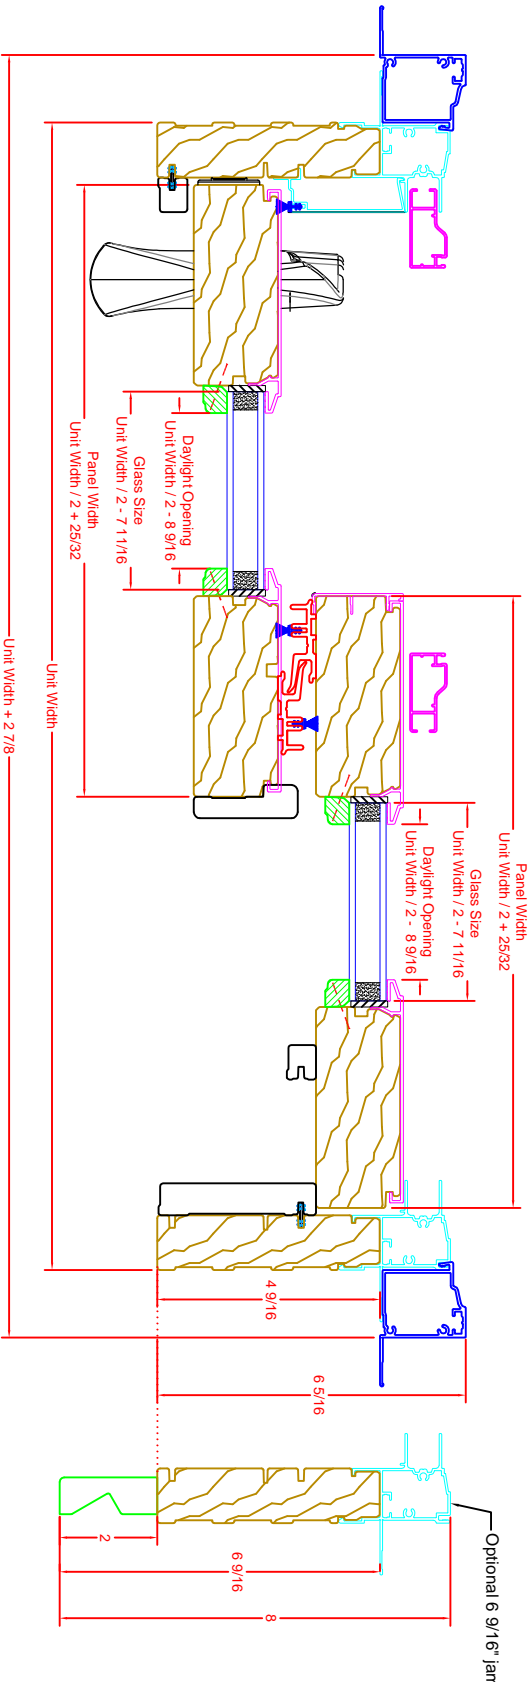 Optional 6 9/16" jam
Panel Width
Unit Width / 2 + 25/32
Glass Size
Unit Width / 2 - 7 11/16
Daylight Opening
Unit Width / 2 - 8 9/16
Daylight Opening
Unit Width / 2 - 8 9/16
Glass Size
Unit Width / 2 - 7 11/16
Panel Width
Unit Width / 2 + 25/32
Unit Width
Unit Width + 2 7/8
4 9/16
6 5/16
2
6 9/16
8